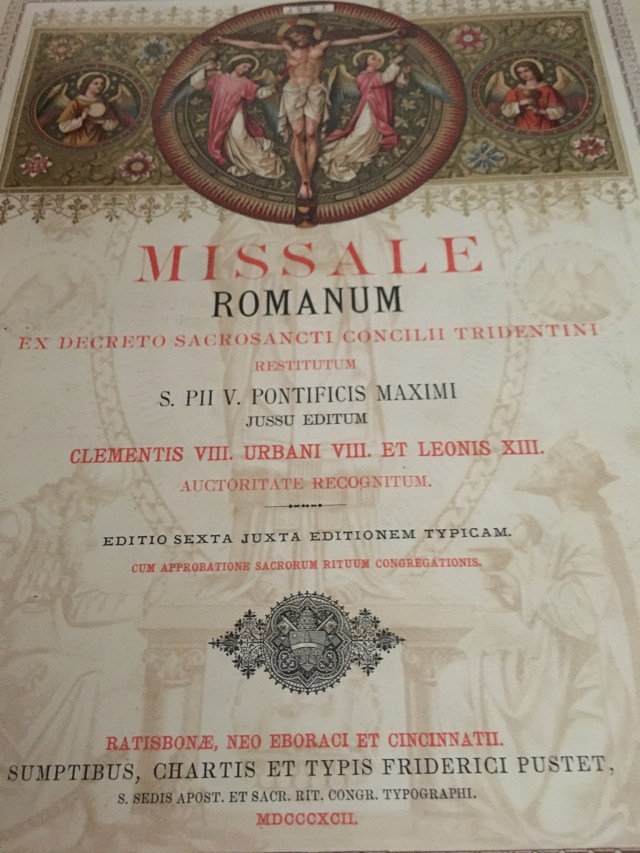 MISSALE
ROMANUM
EX DECRETO SACROSANCTI CONCILII TRIDENTINI
RESTITUTUM
S. PII V. PONTIFICIS MAXIMI
JUSSU EDITUM
CLEMENTIS VIII. URBANI VIII. ET LEONIS XIII.
AUCTORITATE RECOGNITUM.
EDITIO SEXTA JUXTA EDITIONEM TYPICAM.
CUM APPROBATIONE SACRORUM RITUUM CONGREGATIONIS.
RATISBONÆ, NEO EBORACI ET CINCINNATII.
SUMPTIBUS, CHARTIS ET TYPIS FRIDERICI PUSTET,
S. SEDIS APOST. ET SACR. RIT. CONGR. TYPOGRAPHI.
MDCCCXCII.